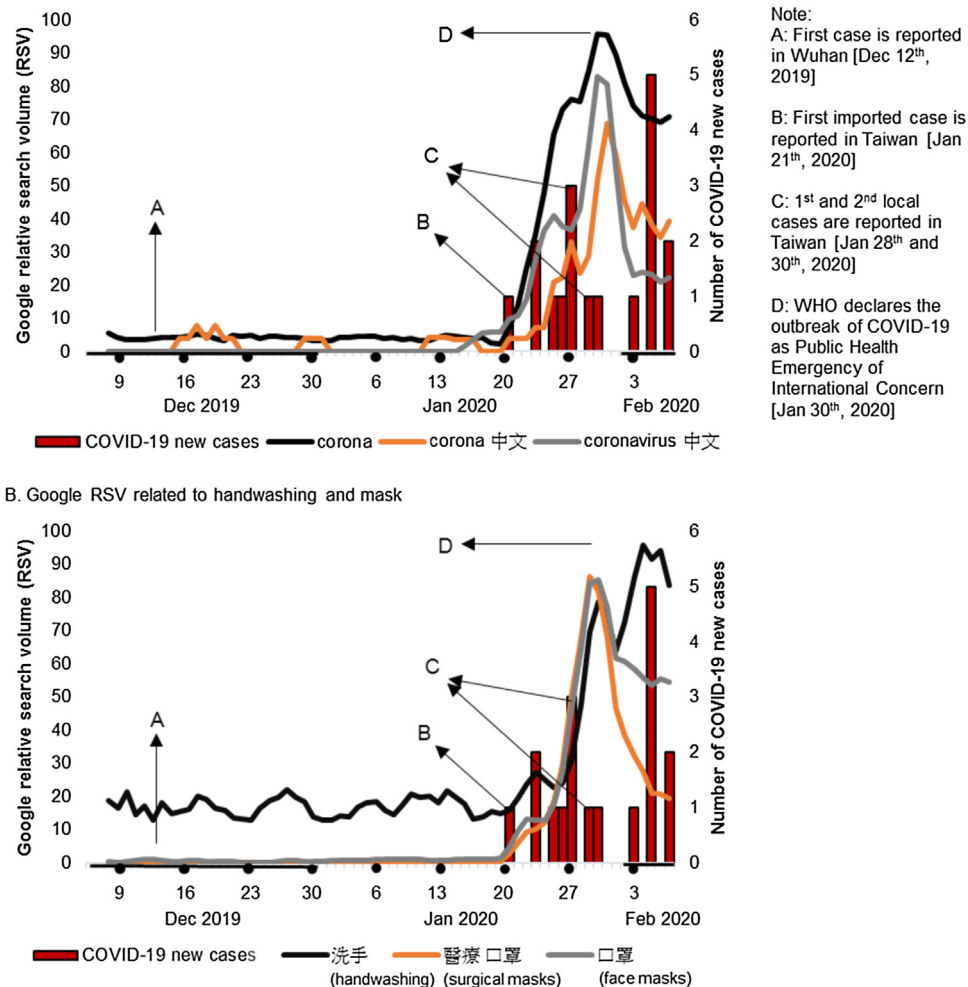 100
90
80
70
60
50
40
30
20
10
0
Google relative search volume (RSV)
A
B
C
D
6
5
4
3
2
1
0
Number of COVID-19 new cases
9 16 23 30 6 13 20 27 3
Dec 2019 Jan 2020 Feb 2020
COVID-19 new cases corona corona 中文 coronavirus 中文
Note:
A: First case is reported
in Wuhan [Dec 12th,
2019]
B: First imported case is
reported in Taiwan [Jan
21th, 2020]
C: 1st and 2nd local
cases are reported in
Taiwan [Jan 28th and
30th, 2020]
D: WHO declares the
outbreak of COVID-19
as Public Health
Emergency of
International Concern
[Jan 30th, 2020]
B. Google RSV related to handwashing and mask
100
90
80
70
60
50
40
30
20
10
0
Google relative search volume (RSV)
A
B
C
D
6
5
4
3
2
1
0
Number of COVID-19 new cases
9 16 23 30 6 13 20 27 3
Dec 2019 Jan 2020 Feb 2020
COVID-19 new cases 洗手 醫療 口罩 口罩
(handwashing) (surgical masks) (face masks)